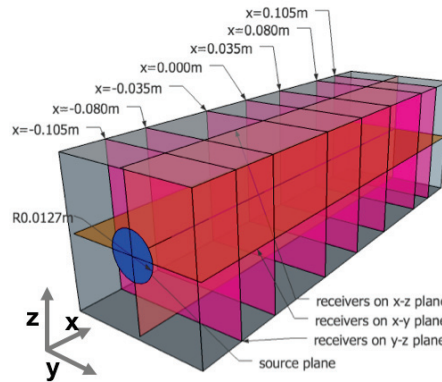 x=0.105m
x=0.080m
x=0.035m
x=0.000m
x=-0.035m
x=-0.080m
x=-0.105m
R0.0127m
z
x
y
receivers on x-z plane
receivers on x-y plane
receivers on y-z plane
source plane